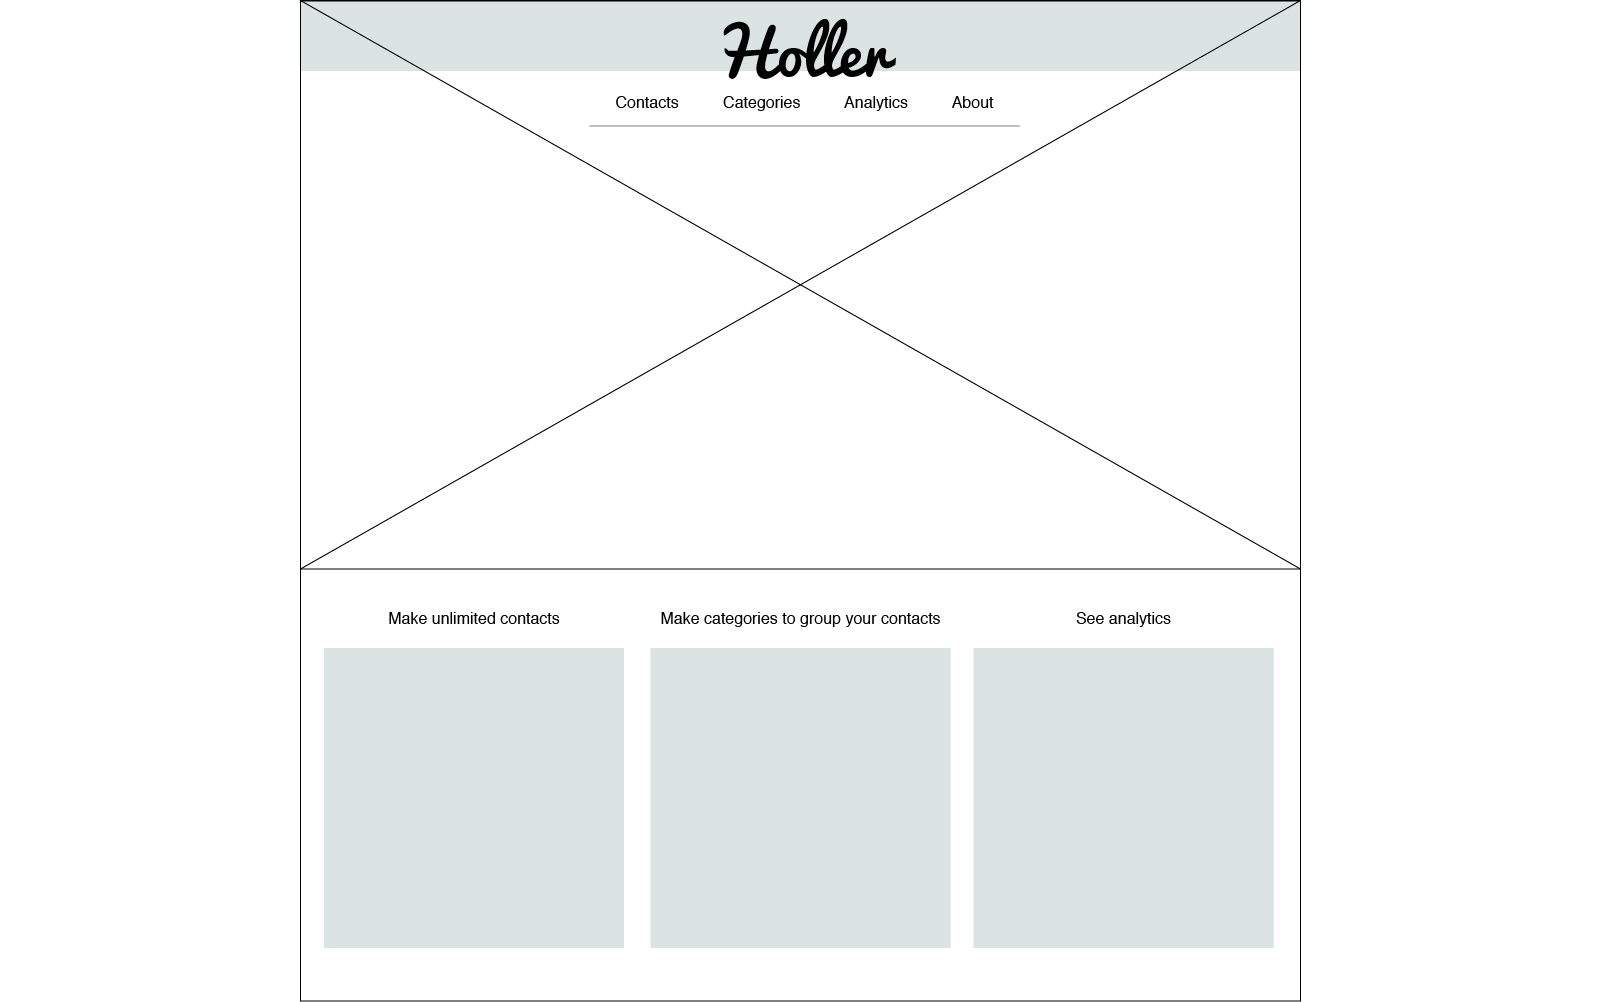 Holler
Contacts Categories Analytics About
Make unlimited contacts Make categories to group your contacts See analytics